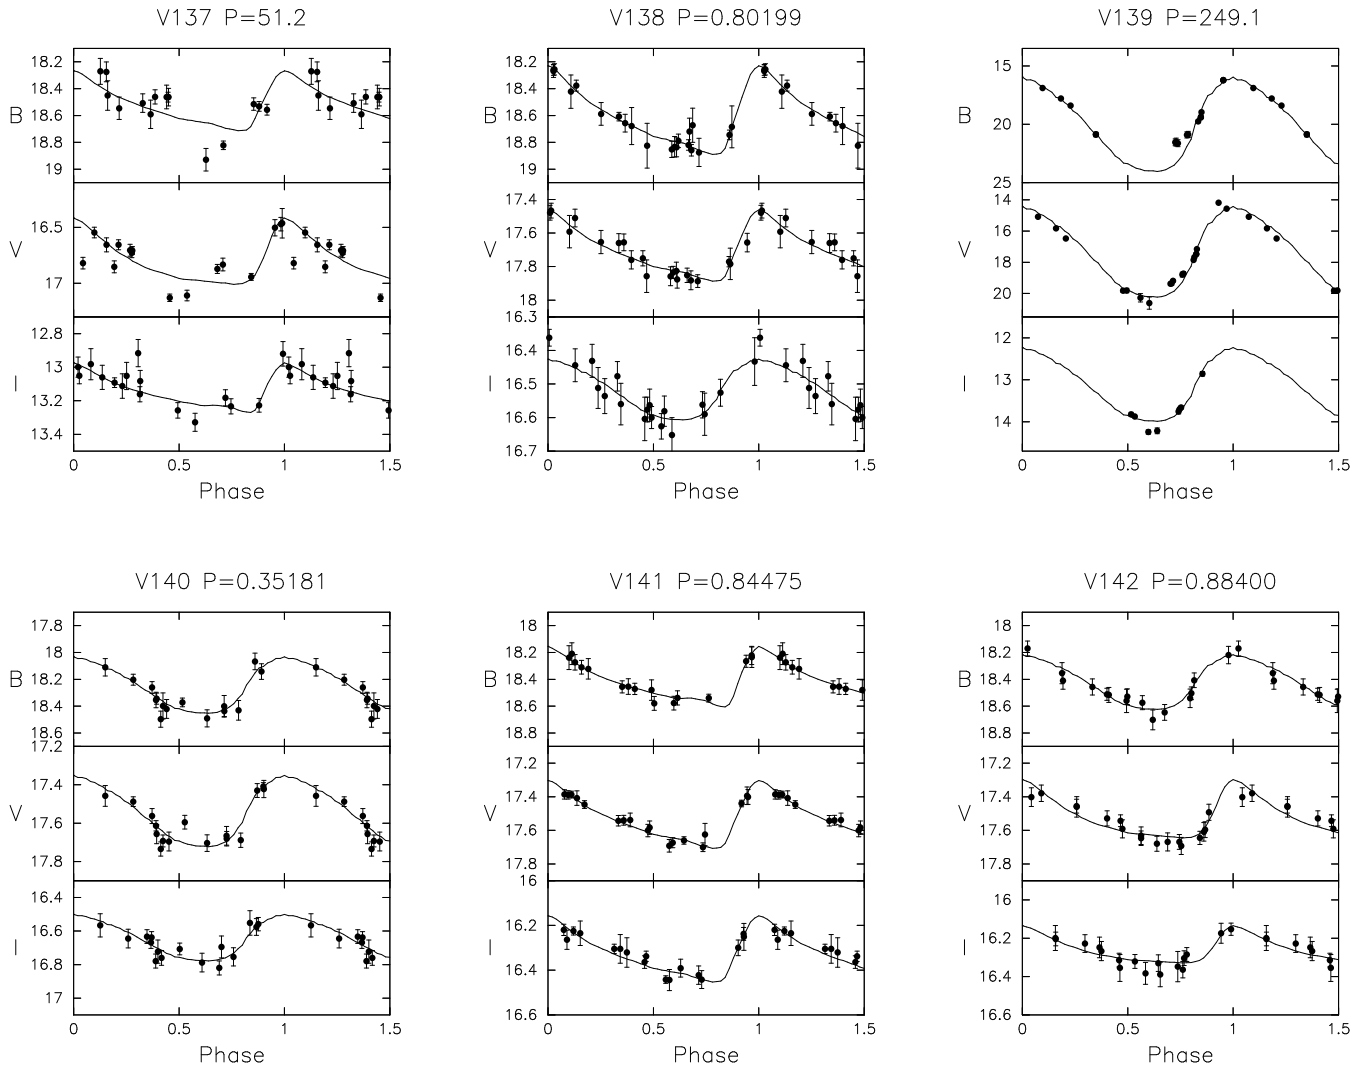 V137 P=51.2
18.2
18.4
B 18.6
18.8
19
16.5
V
17
12.8
13
I 13.2
13.4
0 0.5 1 1.5
Phase
V138 P=0.80199
18.2
18.4
B 18.6
18.8
19
17.4
17.6
V
17.8
18
16.3
16.4
I 16.5
16.6
16.7
0 0.5 1 1.5
Phase
V139 P=249.1
15
B 20
25
14
16
V 18
20
12
13
I
14
0 0.5 1 1.5
Phase
V140 P=0.35181
17.8
18
B 18.2
18.4
18.6
17.2
17.4
V 17.6
17.8
16.4
16.6
I 16.8
17
0 0.5 1 1.5
Phase
V141 P=0.84475
18
18.2
B 18.4
18.6
18.8
17.2
17.4
V
17.6
17.8
16
16.2
I
16.4
16.6
0 0.5 1 1.5
Phase
V142 P=0.88400
18
18.2
B 18.4
18.6
18.8
17.2
17.4
V
17.6
17.8
16
16.2
I
16.4
16.6
0 0.5 1 1.5
Phase